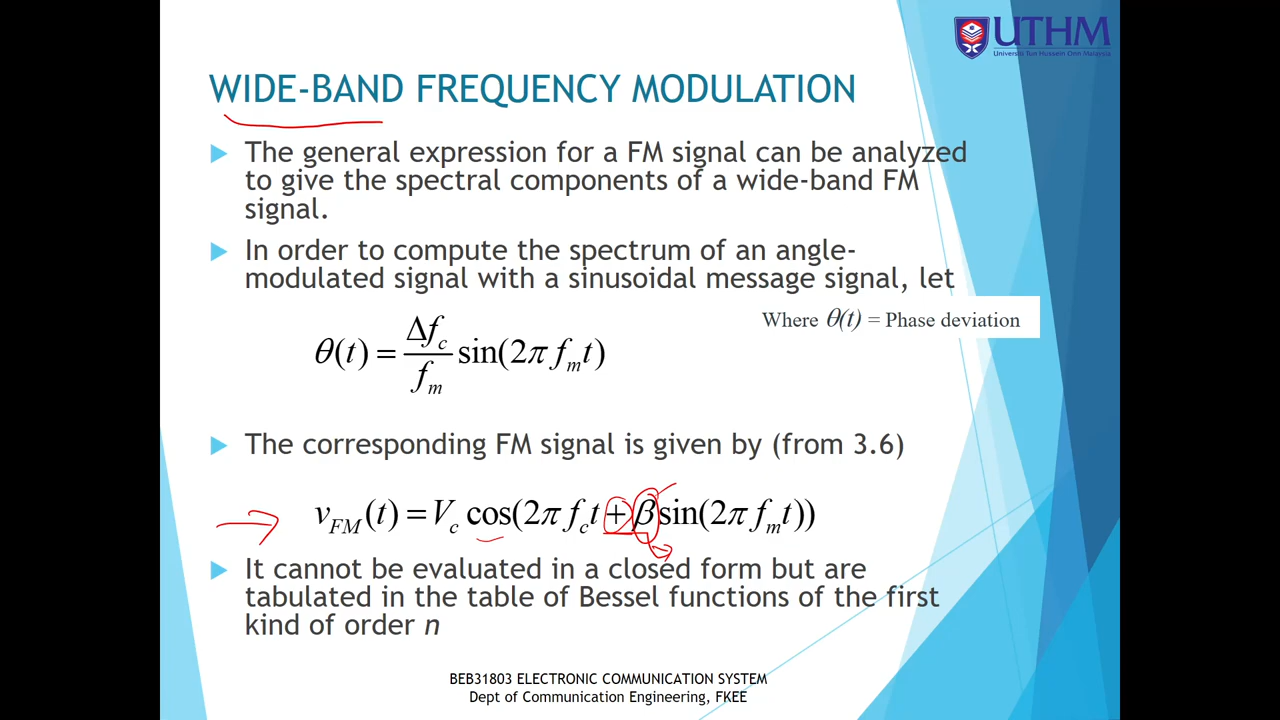 UTHM
Universiti Tun Hussein Onn Malaysia
WIDE-BAND FREQUENCY MODULATION
The general expression for a FM signal can be analyzed
to give the spectral components of a wide-band FM
signal.
In order to compute the spectrum of an angle-
modulated signal with a sinusoidal message signal, let
Where θ(t) = Phase deviation
θ(t) = Δf_c / f_m sin(2π f_m t)
The corresponding FM signal is given by (from 3.6)
v_FM(t) = V_c cos(2π f_c t + β sin(2π f_m t))
It cannot be evaluated in a closed form but are
tabulated in the table of Bessel functions of the first
kind of order n
BEB31803 ELECTRONIC COMMUNICATION SYSTEM
Dept of Communication Engineering, FKEE